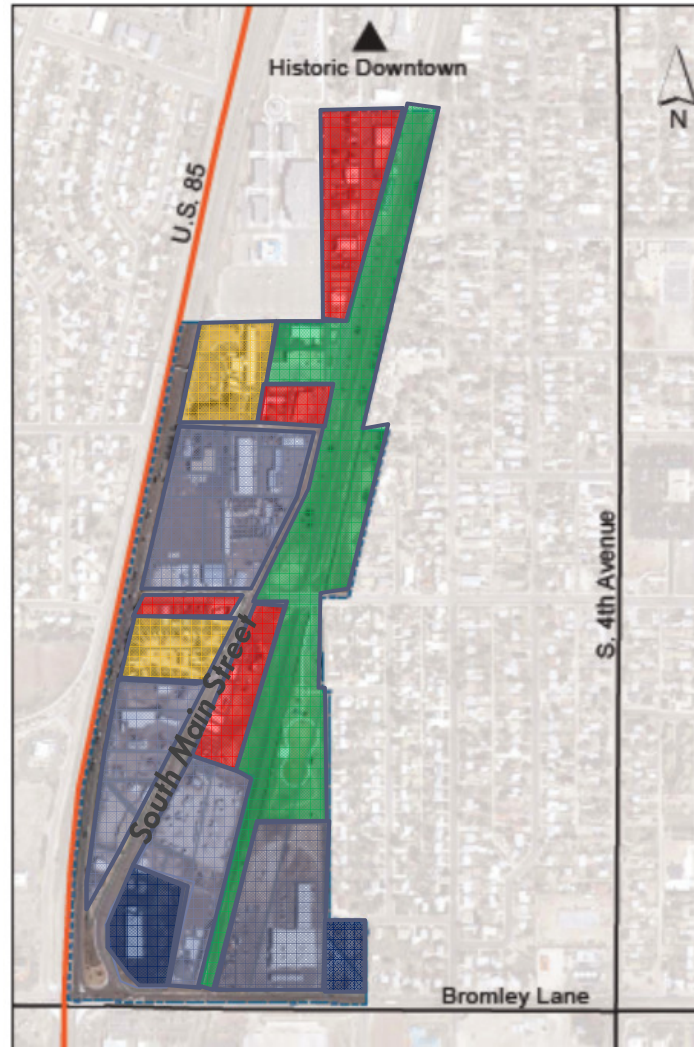 Historic Downtown
N
U.S. 85
S. 4th Avenue
South Main Street
Bromley Lane